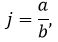 j = a/b,